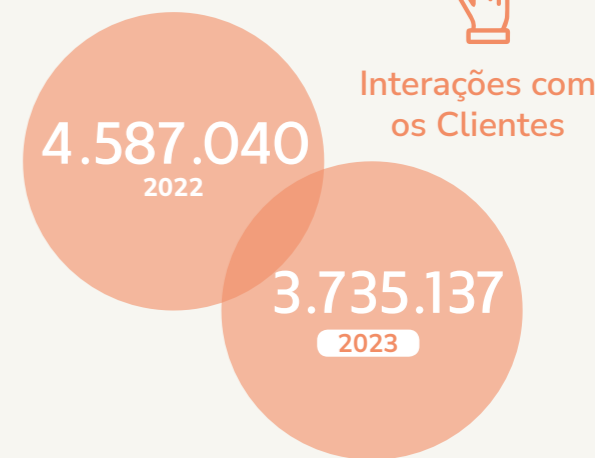 Interações com
os Clientes
4.587.040
2022
3.735.137
2023